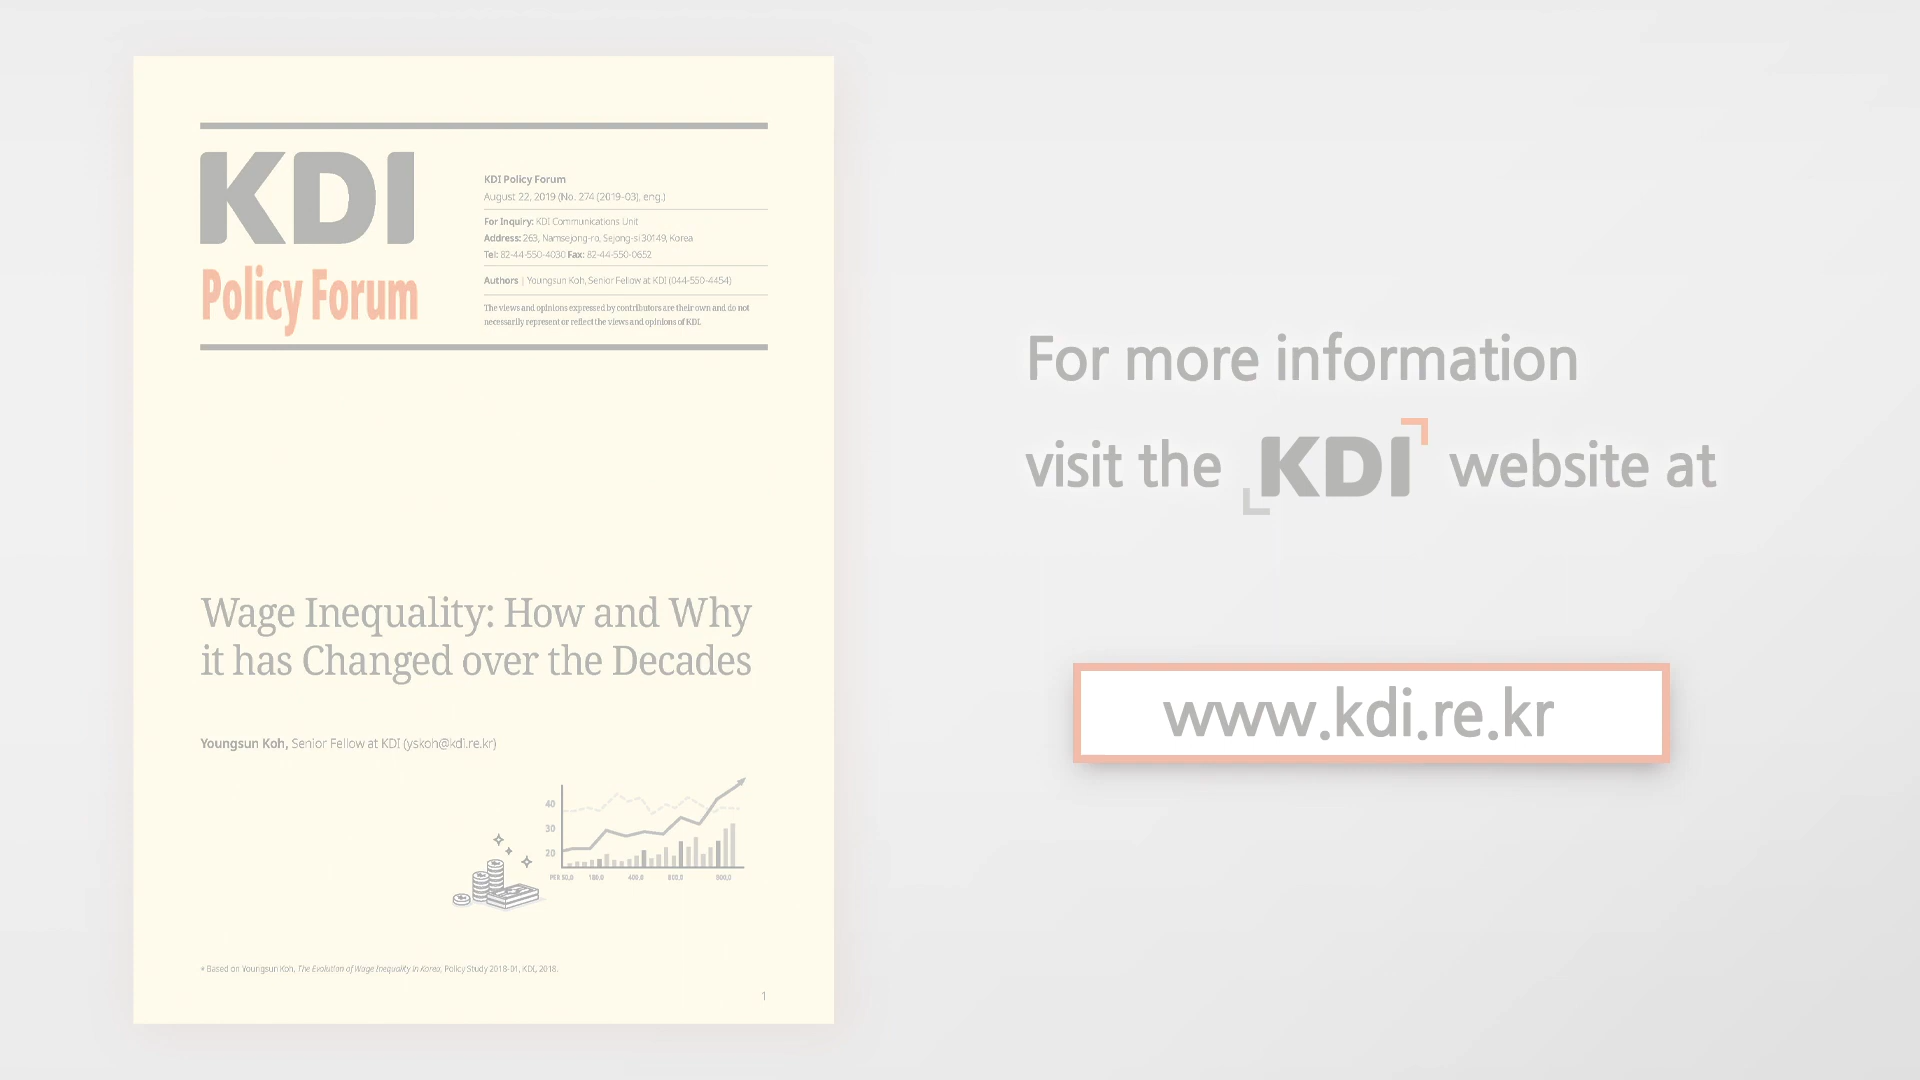 KDI
Policy Forum
KDI Policy Forum
August 22, 2019 (No. 274 (2019-03), eng.)
For Inquiry: KDI Communications Unit
Address: 263, Namsejong-ro, Sejong-si 30149, Korea
Tel: 82-44-550-4030 Fax: 82-44-550-0652
Authors | Youngsun Koh, Senior Fellow at KDI (044-550-4454)
The views and opinions expressed by contributors are their own and do not
necessarily represent or reflect the views and opinions of KDI.
Wage Inequality: How and Why
it has Changed over the Decades
Youngsun Koh, Senior Fellow at KDI (yskoh@kdi.re.kr)
40
30
20
* Based on Youngsun Koh, The Evolution of Wage Inequality in Korea, Policy Study 2018-01, KDI, 2018.
1
For more information
visit the KDI website at
www.kdi.re.kr